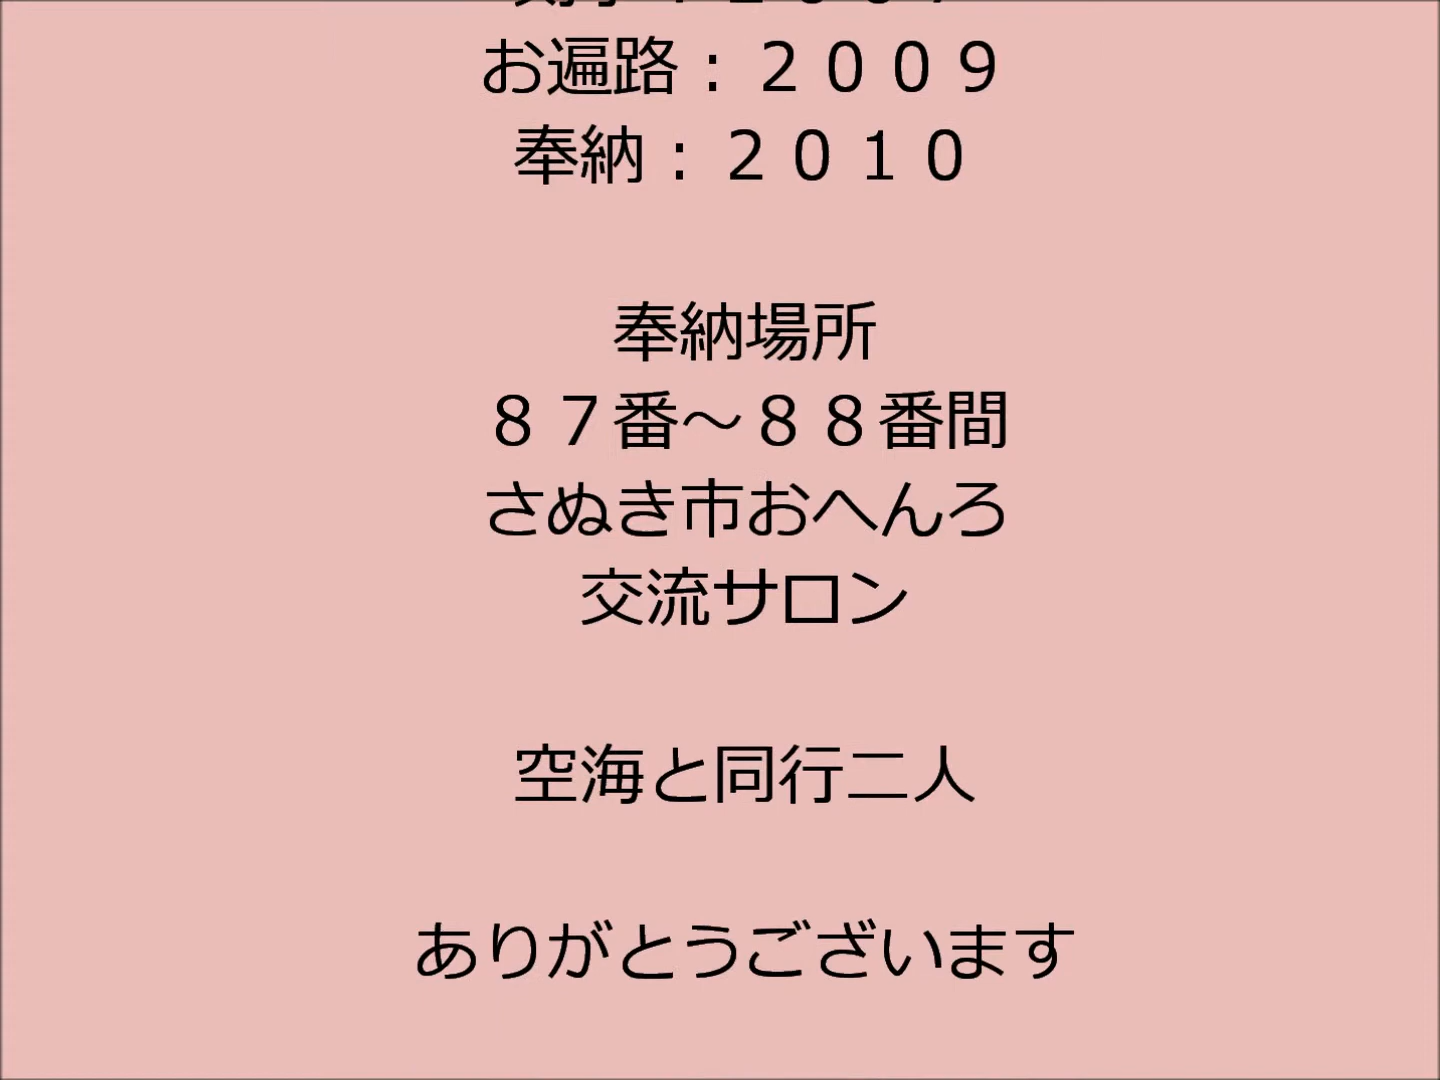 お遍路：２００９
奉納：２０１０
奉納場所
８７番～８８番間
さぬき市おへんろ
交流サロン
空海と同行二人
ありがとうございます